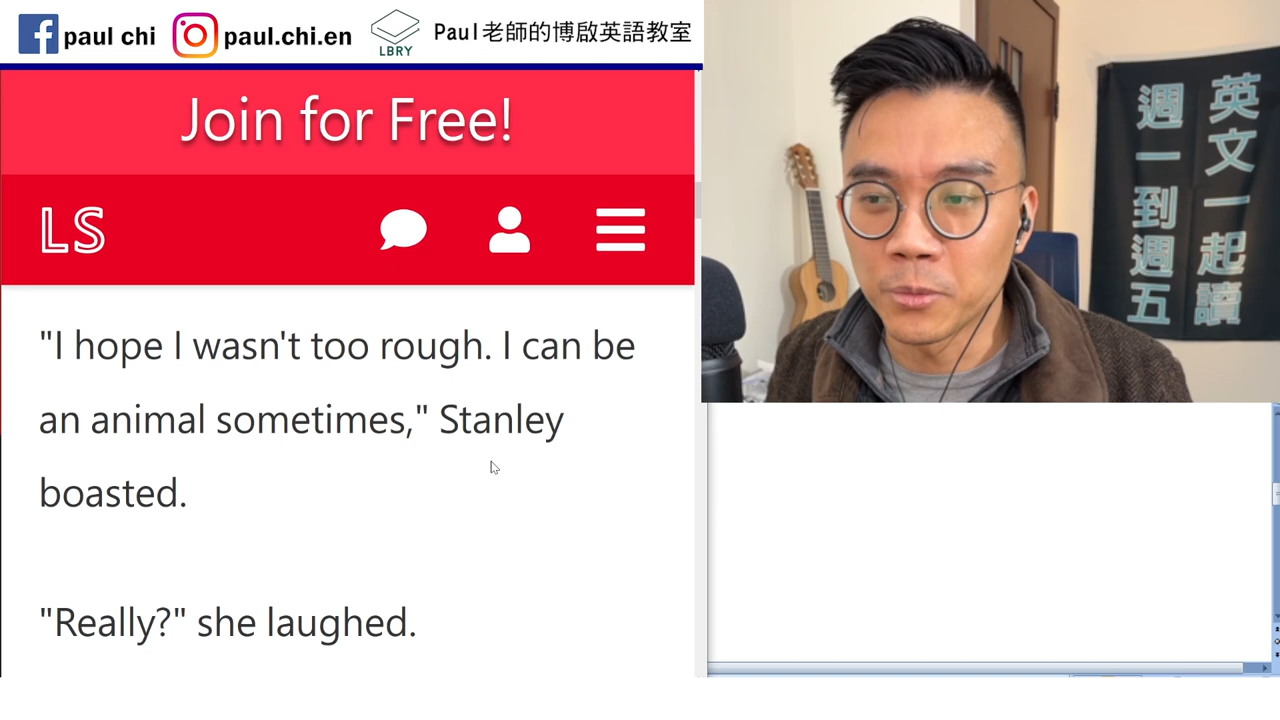 paul chi
paul.chi.en
LBRY
Paul老師的博啟英語教室
Join for Free!
LS
"I hope I wasn't too rough. I can be
an animal sometimes," Stanley
boasted.
"Really?" she laughed.
英文一起讀
週一到週五